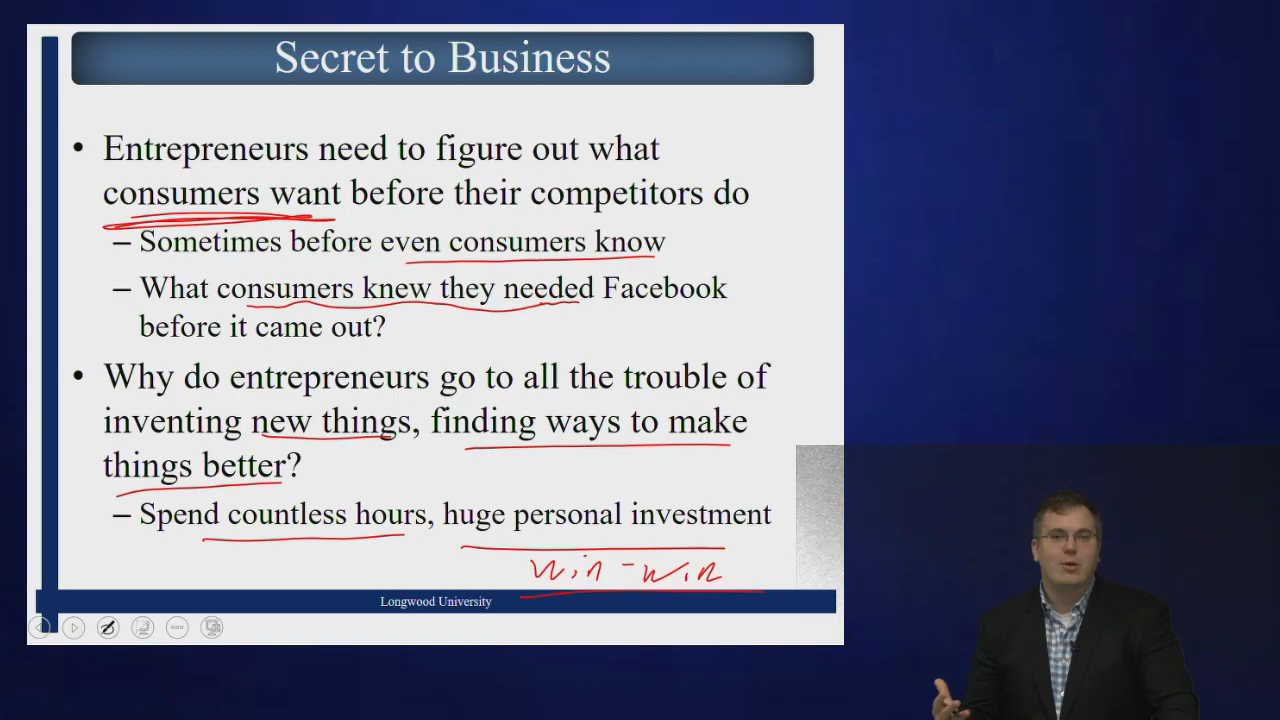 Secret to Business
• Entrepreneurs need to figure out what
consumers want before their competitors do
– Sometimes before even consumers know
– What consumers knew they needed Facebook
before it came out?
• Why do entrepreneurs go to all the trouble of
inventing new things, finding ways to make
things better?
– Spend countless hours, huge personal investment
win-win
Longwood University